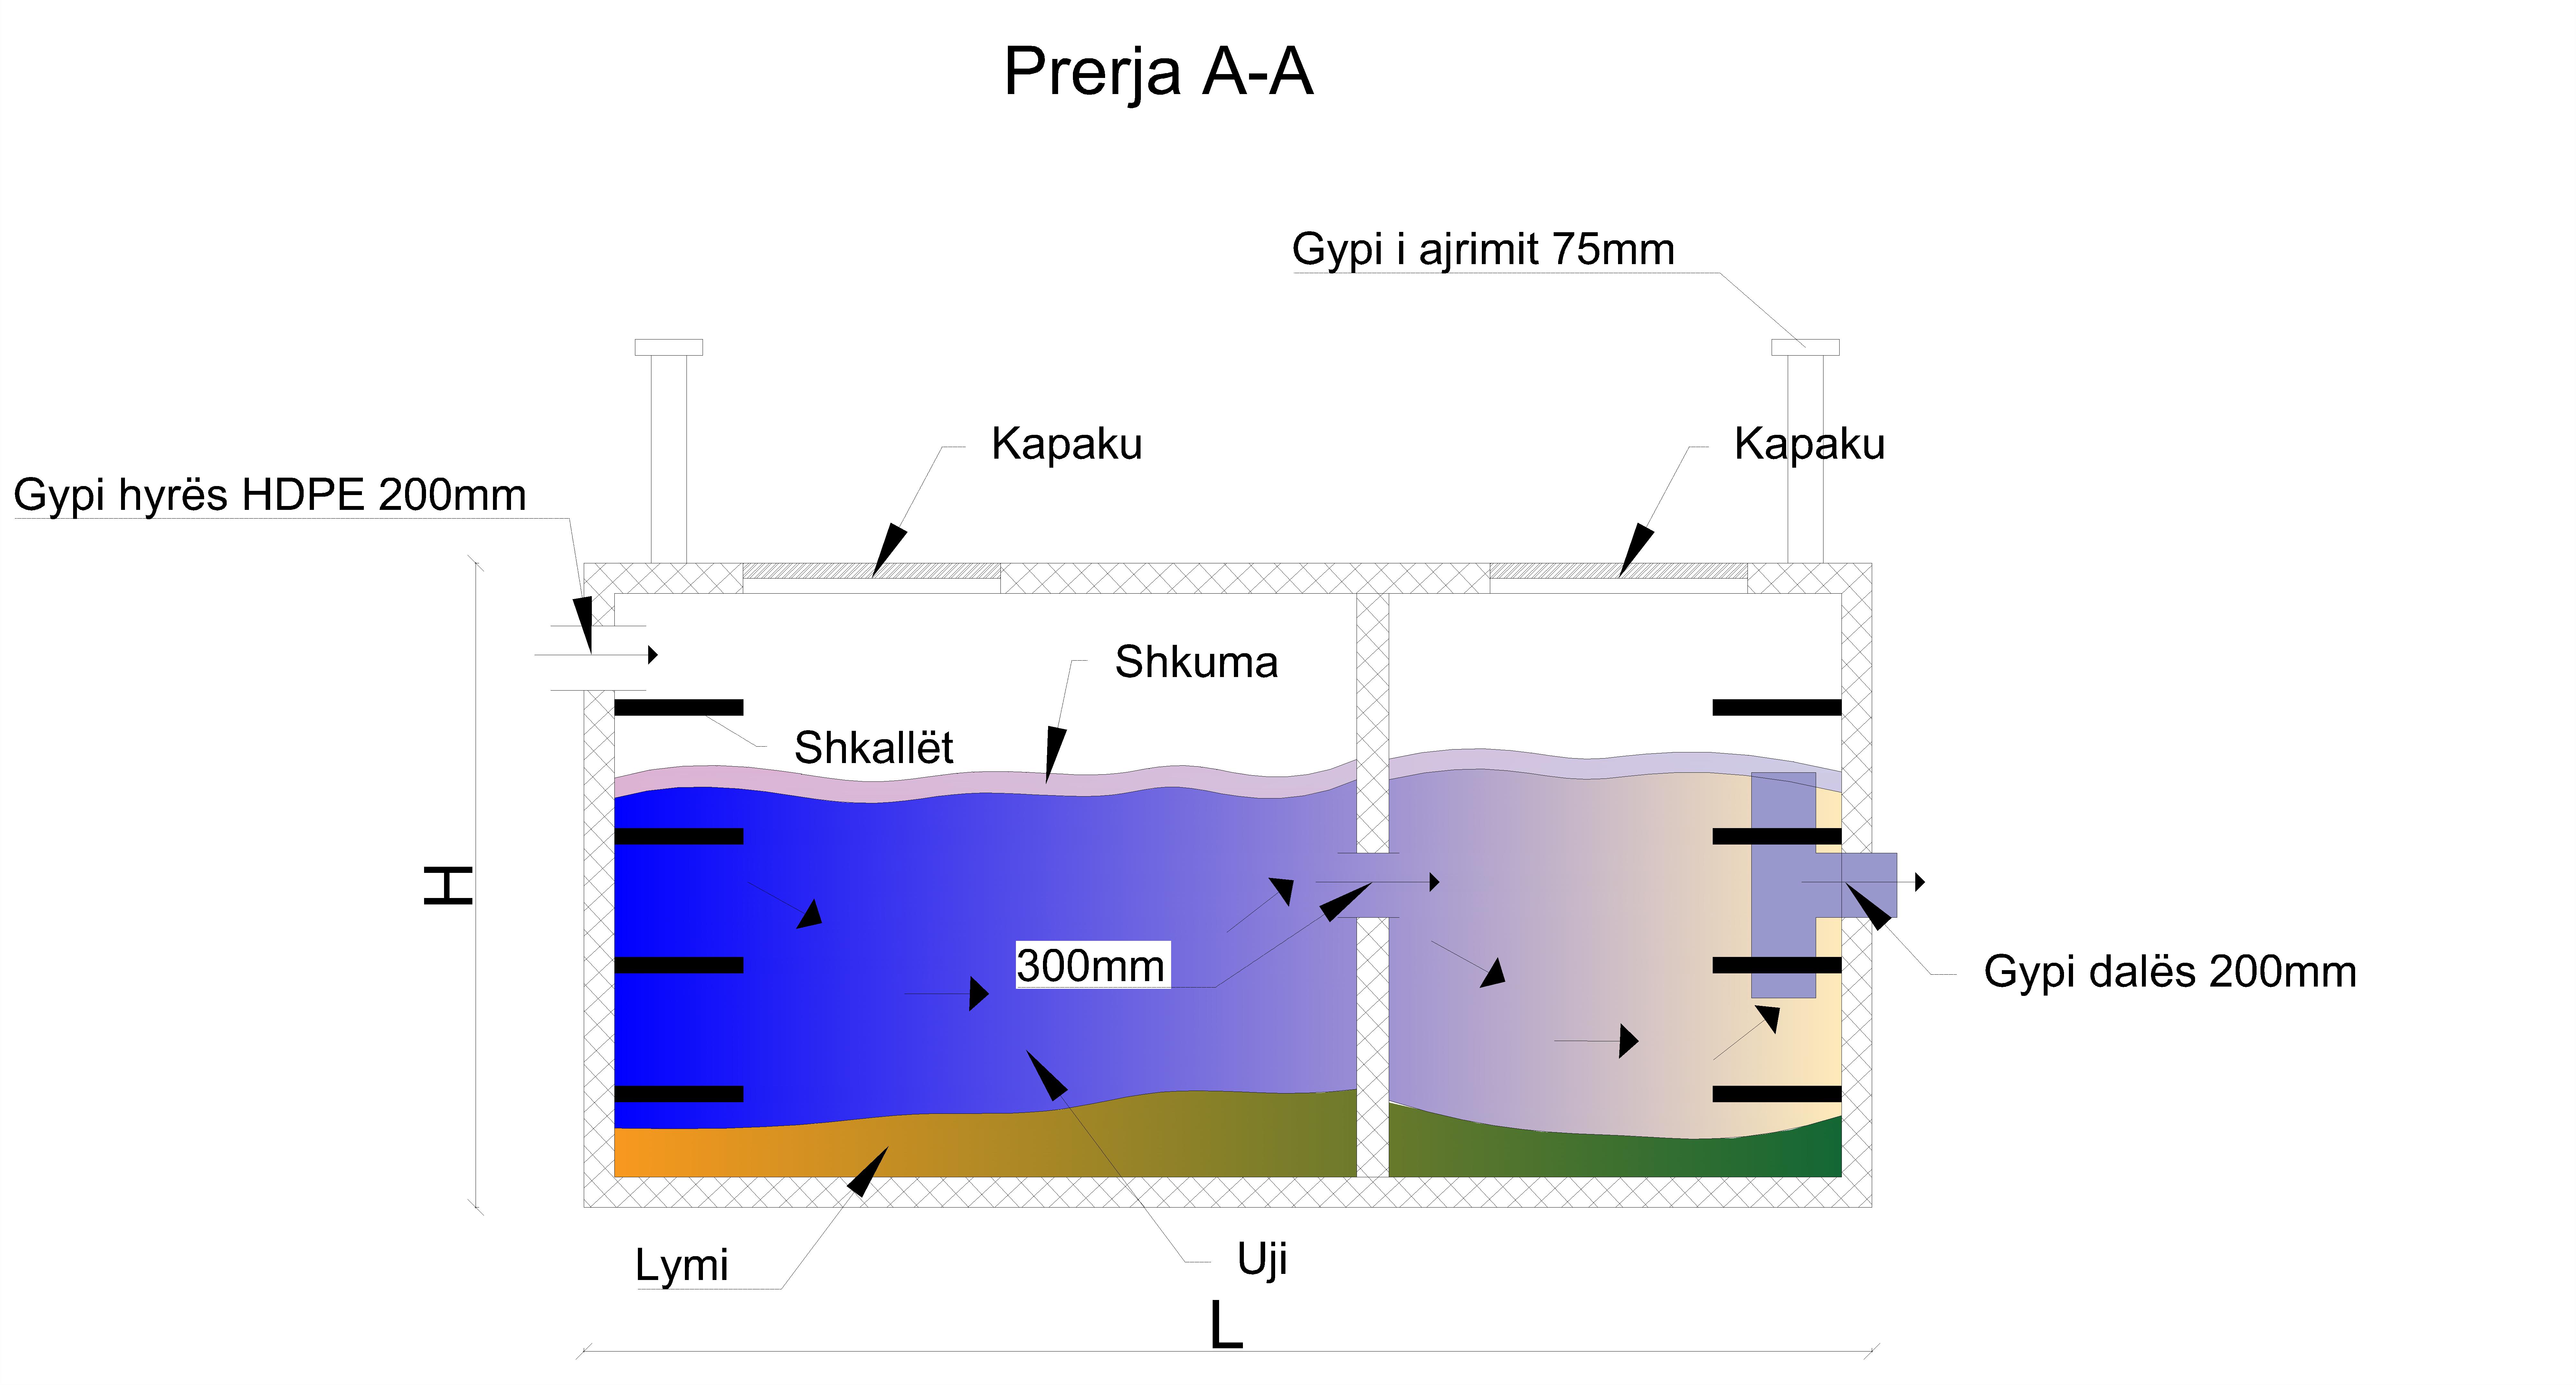 Prerja A-A
Gypi i ajrimit 75mm
Kapaku
Kapaku
Gypi hyrës HDPE 200mm
Shkuma
Shkallët
H
300mm
Gypi dalës 200mm
Lymi
Uji
L